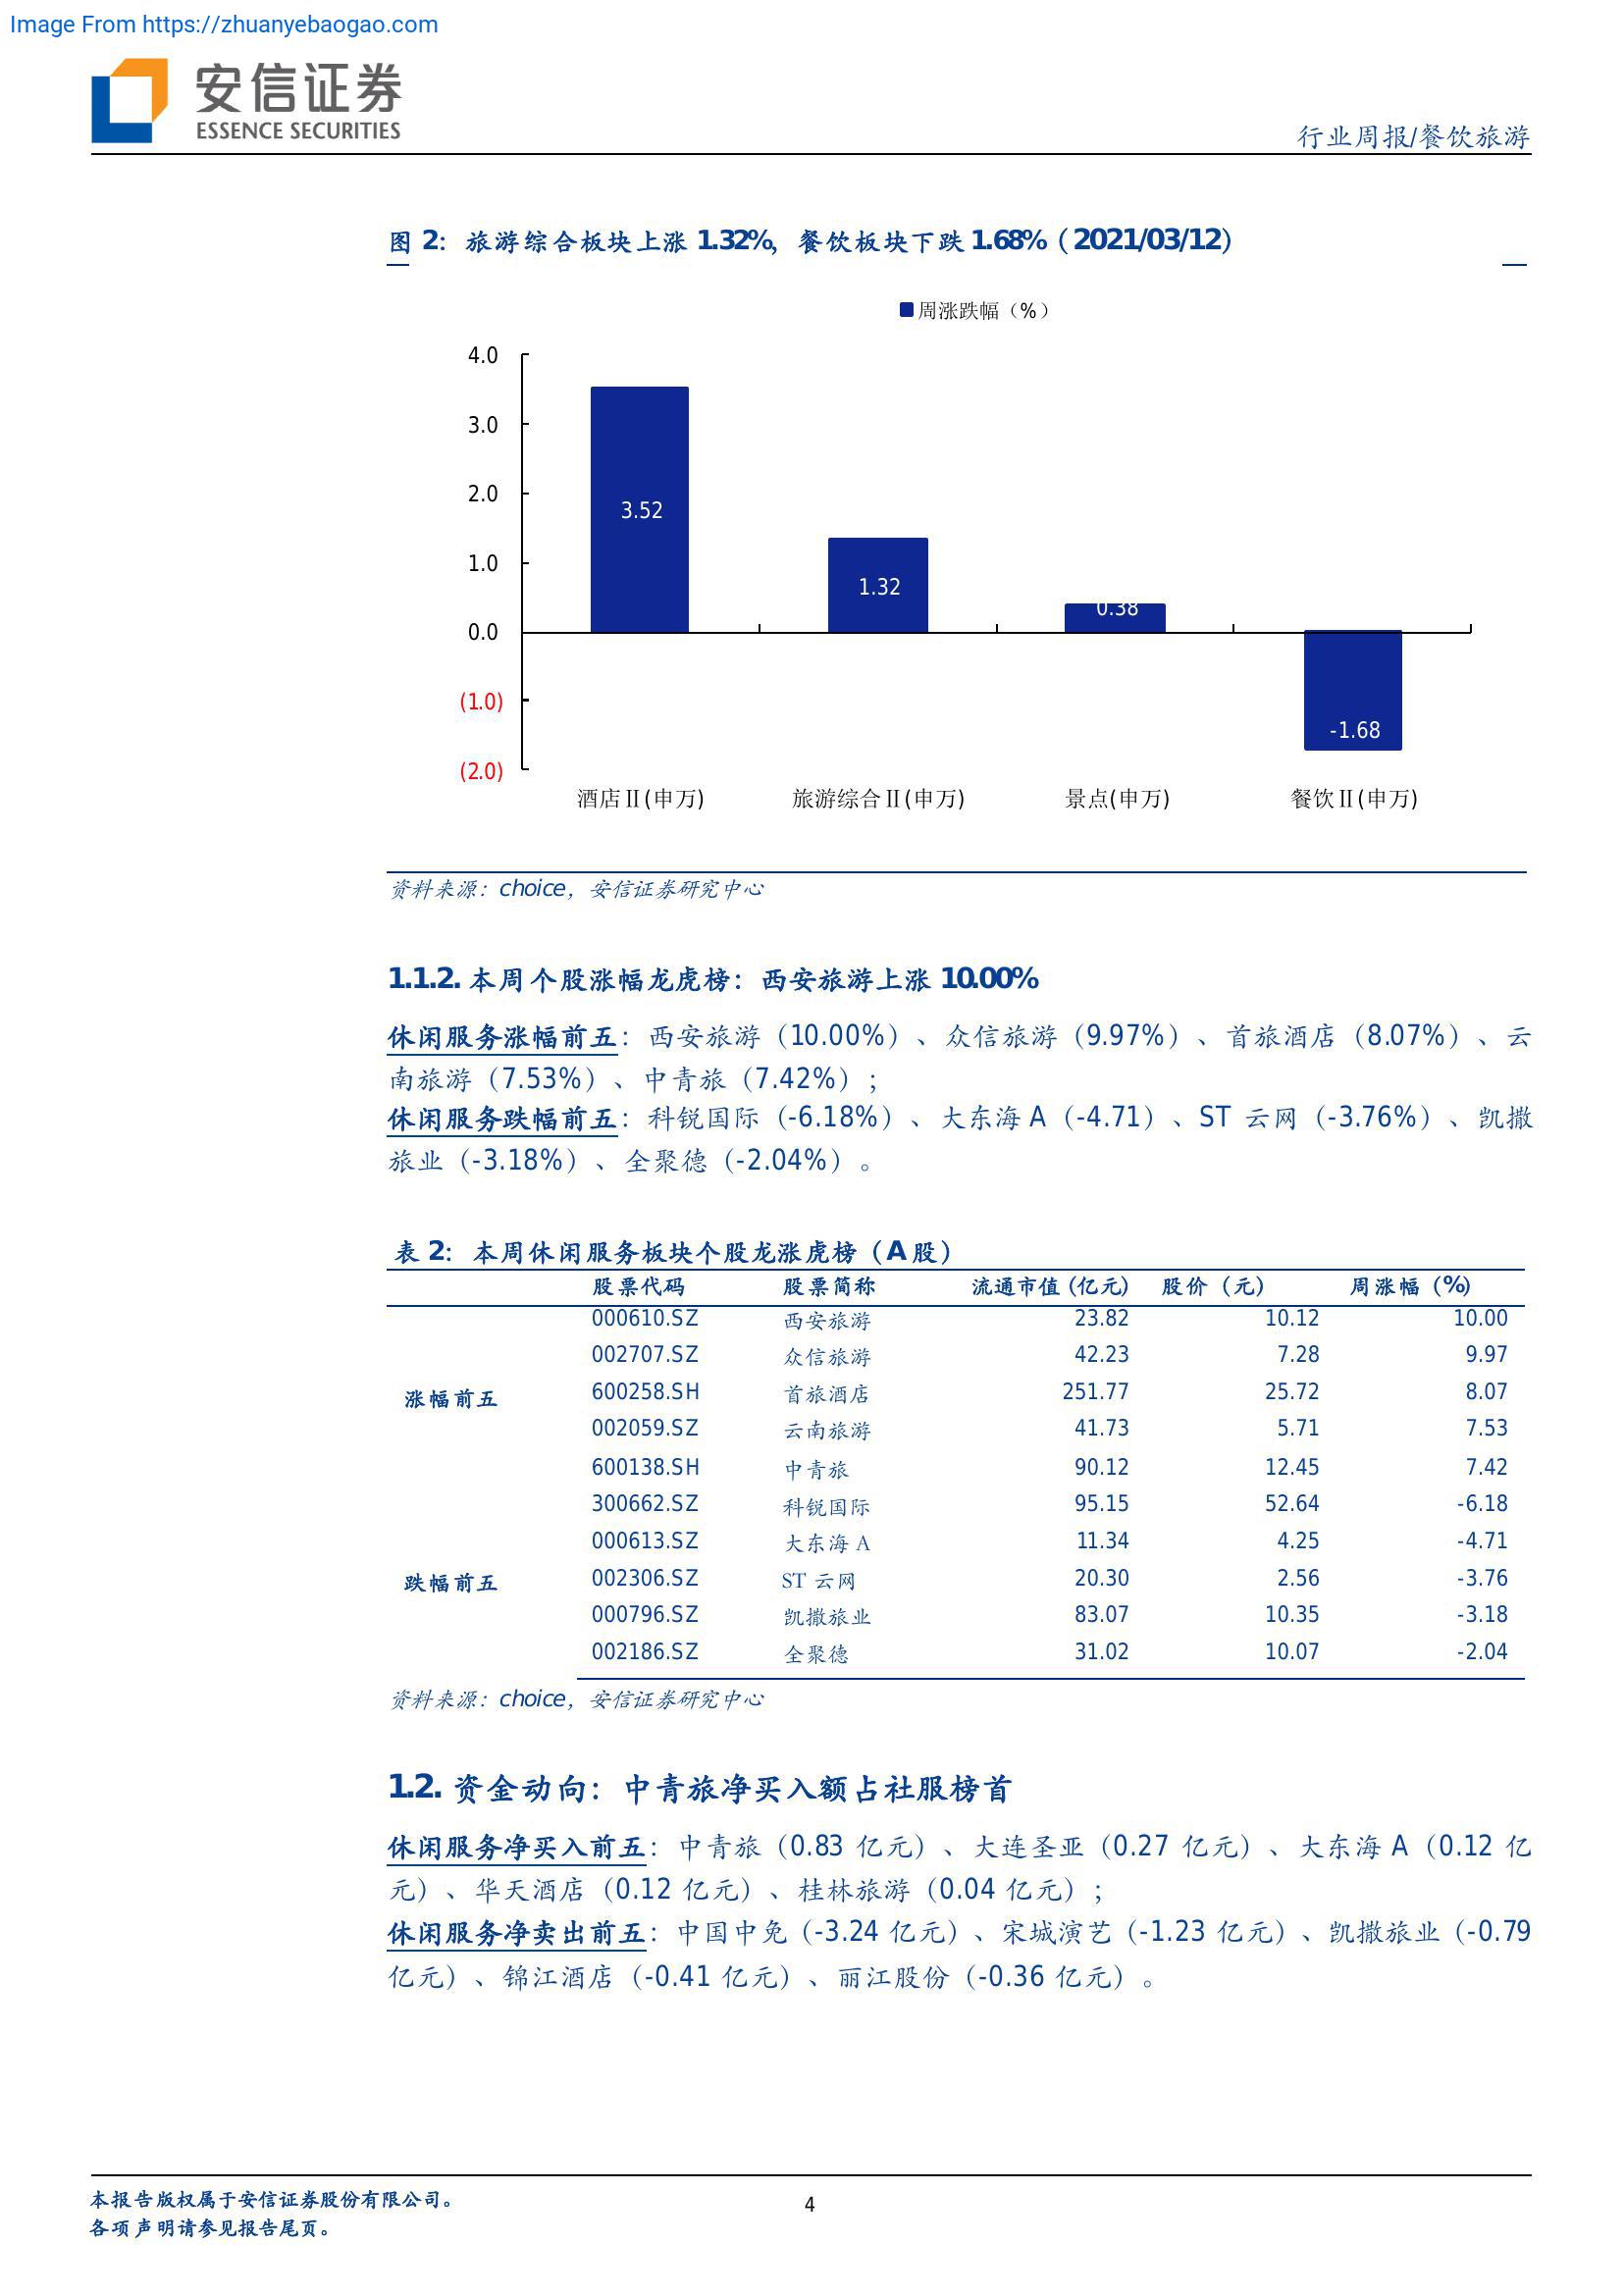 Image From https://zhuanyebaogao.com
安信证券
ESSENCE SECURITIES
行业周报/餐饮旅游
图 2：旅游综合板块上涨 1.32%，餐饮板块下跌 1.68%（2021/03/12）
周涨跌幅（%）
4.0
3.0
2.0
1.0
0.0
(1.0)
(2.0)
3.52
1.32
0.38
-1.68
酒店Ⅱ(申万) 旅游综合Ⅱ(申万) 景点(申万) 餐饮Ⅱ(申万)
资料来源：choice，安信证券研究中心
1.1.2. 本周个股涨幅龙虎榜：西安旅游上涨 10.00%
休闲服务涨幅前五：西安旅游（10.00%）、众信旅游（9.97%）、首旅酒店（8.07%）、云
南旅游（7.53%）、中青旅（7.42%）；
休闲服务跌幅前五：科锐国际（-6.18%）、大东海 A（-4.71）、ST 云网（-3.76%）、凯撒
旅业（-3.18%）、全聚德（-2.04%）。
表 2：本周休闲服务板块个股龙涨虎榜（A 股）
股票代码 股票简称 流通市值 (亿元) 股价（元） 周涨幅（%)
000610.SZ 西安旅游 23.82 10.12 10.00
002707.SZ 众信旅游 42.23 7.28 9.97
涨幅前五 600258.SH 首旅酒店 251.77 25.72 8.07
002059.SZ 云南旅游 41.73 5.71 7.53
600138.SH 中青旅 90.12 12.45 7.42
300662.SZ 科锐国际 95.15 52.64 -6.18
000613.SZ 大东海 A 11.34 4.25 -4.71
跌幅前五 002306.SZ ST 云网 20.30 2.56 -3.76
000796.SZ 凯撒旅业 83.07 10.35 -3.18
002186.SZ 全聚德 31.02 10.07 -2.04
资料来源：choice，安信证券研究中心
1.2. 资金动向：中青旅净买入额占社服榜首
休闲服务净买入前五：中青旅（0.83 亿元）、大连圣亚（0.27 亿元）、大东海 A（0.12 亿
元）、华天酒店（0.12 亿元）、桂林旅游（0.04 亿元）；
休闲服务净卖出前五：中国中免（-3.24 亿元）、宋城演艺（-1.23 亿元）、凯撒旅业（-0.79
亿元）、锦江酒店（-0.41 亿元）、丽江股份（-0.36 亿元）。
本报告版权属于安信证券股份有限公司。
各项声明请参见报告尾页。
4